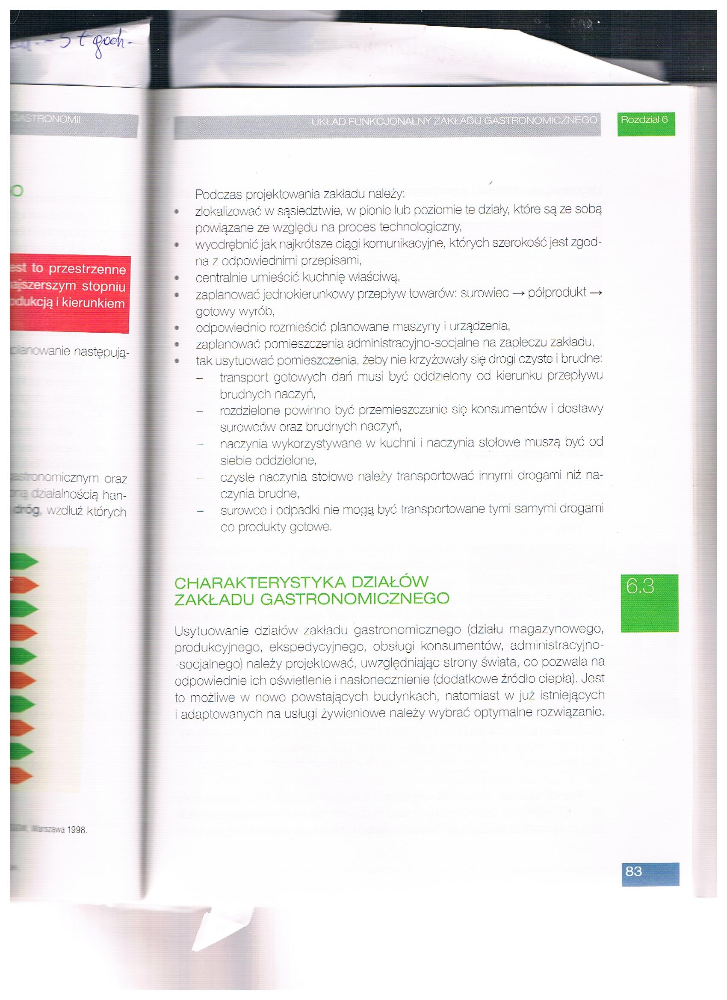 t godh.
GASTRONOMII
O
est to przestrzenne
najszerszym stopniu
odukcją i kierunkiem
planowanie następują-
gastronomicznym oraz
działalnością han-
dróg, wzdłuż których
Warszawa 1998.
UKŁAD FUNKCJONALNY ZAKŁADU GASTRONOMICZNEGO
Rozdział 6
Podczas projektowania zakładu należy:
• zlokalizować w sąsiedztwie, w pionie lub poziomie te działy, które są ze sobą
powiązane ze względu na proces technologiczny,
• wyodrębnić jak najkrótsze ciągi komunikacyjne, których szerokość jest zgod-
na z odpowiednimi przepisami,
• centralnie umieścić kuchnię właściwą,
• zaplanować jednokierunkowy przepływ towarów: surowiec → półprodukt →
gotowy wyrób,
• odpowiednio rozmieścić planowane maszyny i urządzenia,
• zaplanować pomieszczenia administracyjno-socjalne na zapleczu zakładu,
• tak usytuować pomieszczenia, żeby nie krzyżowały się drogi czyste i brudne:
– transport gotowych dań musi być oddzielony od kierunku przepływu
brudnych naczyń,
– rozdzielone powinno być przemieszczanie się konsumentów i dostawy
surowców oraz brudnych naczyń,
– naczynia wykorzystywane w kuchni i naczynia stołowe muszą być od
siebie oddzielone,
– czyste naczynia stołowe należy transportować innymi drogami niż na-
czynia brudne,
– surowce i odpadki nie mogą być transportowane tymi samymi drogami
co produkty gotowe.
CHARAKTERYSTYKA DZIAŁÓW
ZAKŁADU GASTRONOMICZNEGO
6.3
Usytuowanie działów zakładu gastronomicznego (działu magazynowego,
produkcyjnego, ekspedycyjnego, obsługi konsumentów, administracyjno-
-socjalnego) należy projektować, uwzględniając strony świata, co pozwala na
odpowiednie ich oświetlenie i nasłonecznienie (dodatkowe źródło ciepła). Jest
to możliwe w nowo powstających budynkach, natomiast w już istniejących
i adaptowanych na usługi żywieniowe należy wybrać optymalne rozwiązanie.
83